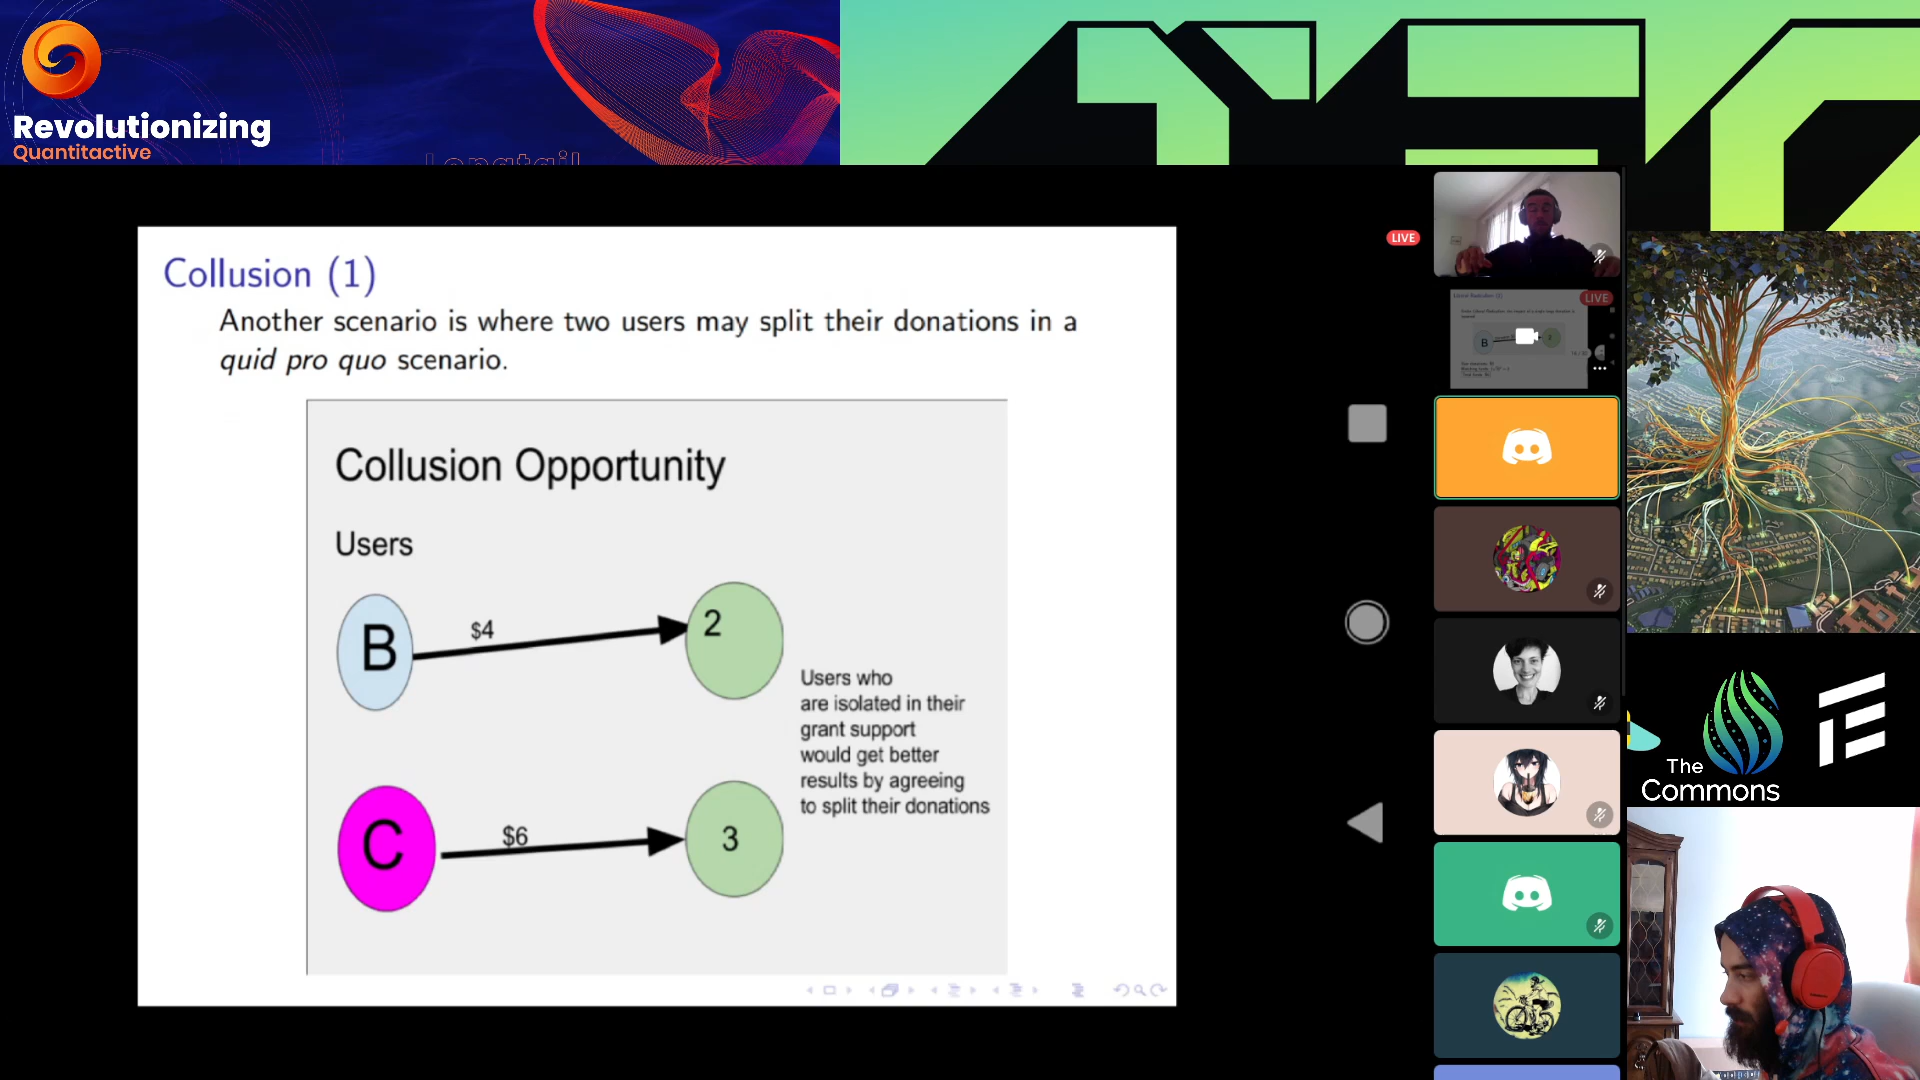 Revolutionizing
Quantitactive
Longtail
LIVE
Collusion (1)
Another scenario is where two users may split their donations in a
quid pro quo scenario.
Collusion Opportunity
Users
B
$4
2
Users who
are isolated in their
grant support
would get better
results by agreeing
to split their donations
C
$6
3
LIVE
B
The
Commons